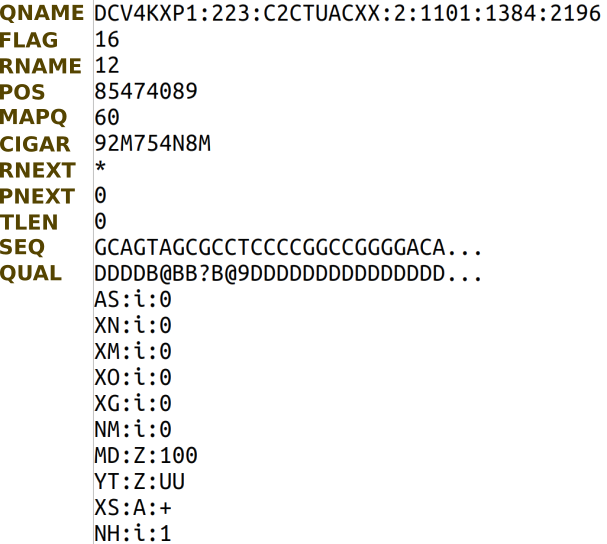 QNAME DCV4KXP1:223:C2CTUACXX:2:1101:1384:2196
FLAG 16
RNAME 12
POS 85474089
MAPQ 60
CIGAR 92M754N8M
RNEXT *
PNEXT 0
TLEN 0
SEQ GCAGTAGCGCCTCCCCGGCCGGGGACA...
QUAL DDDDB@BB?B@9DDDDDDDDDDDDDDD...
AS:i:0
XN:i:0
XM:i:0
XO:i:0
XG:i:0
NM:i:0
MD:Z:100
YT:Z:UU
XS:A:+
NH:i:1